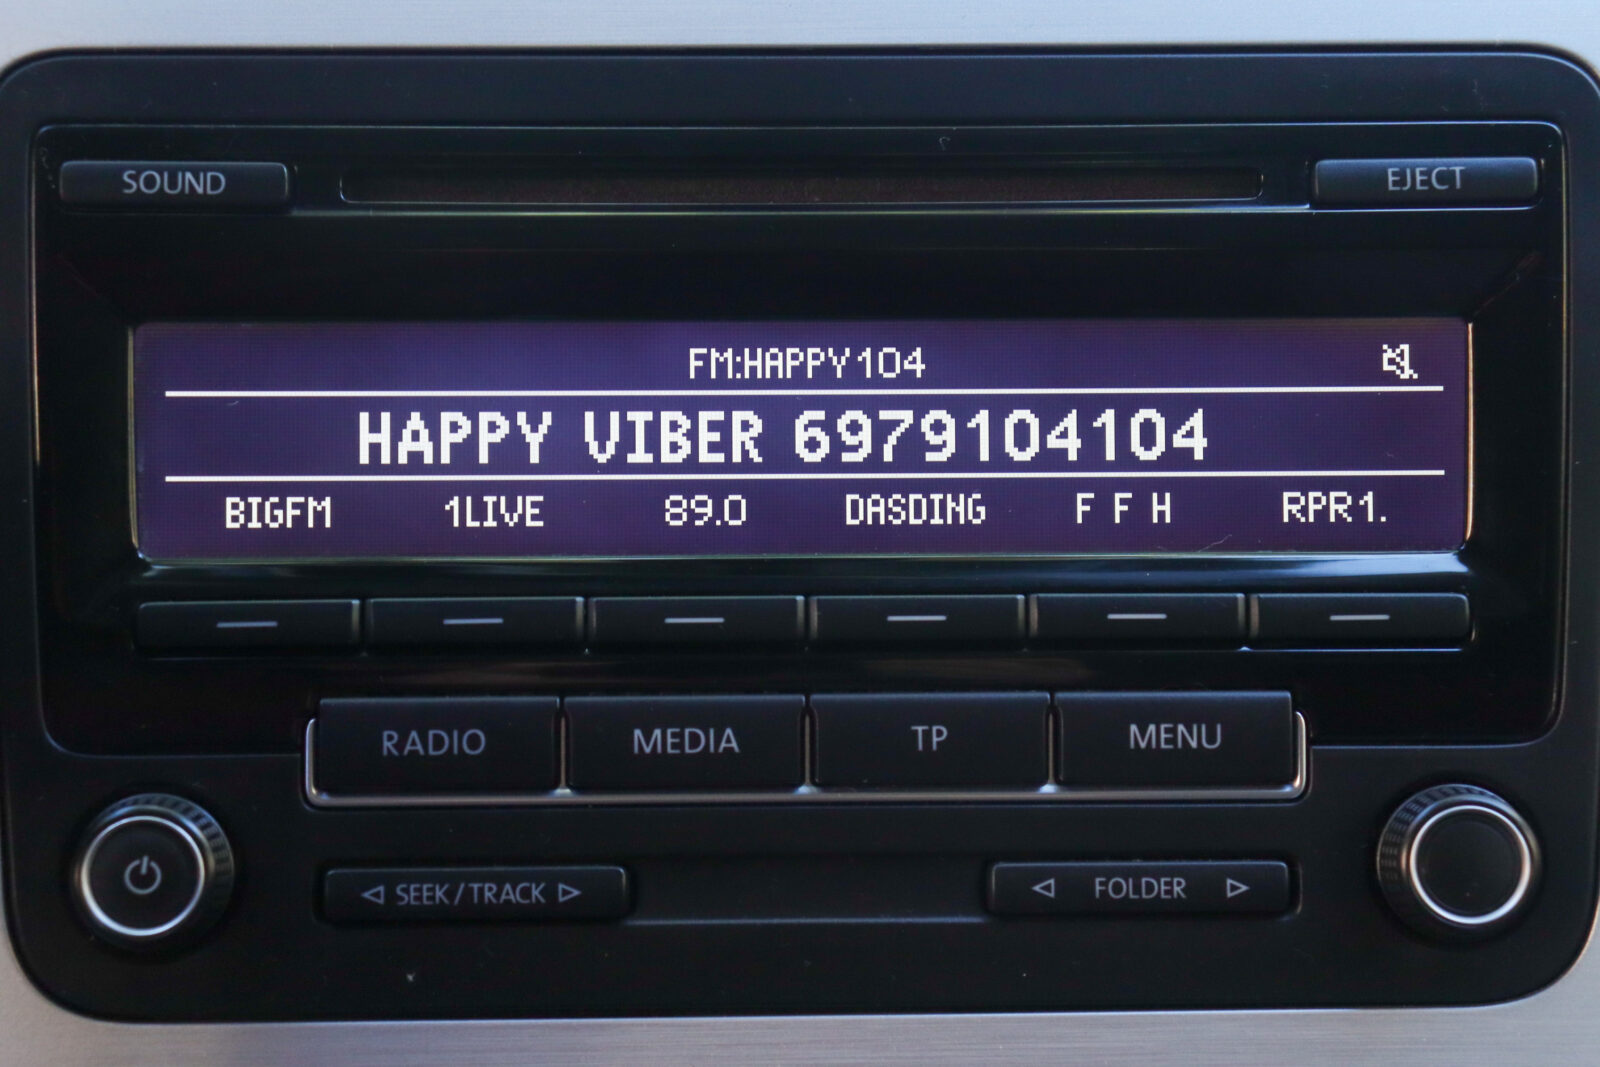 SOUND
EJECT
FM:HAPPY104
HAPPY VIBER 6979104104
BIGFM 1LIVE 89.0 DASDING F F H RPR1.
RADIO MEDIA TP MENU
SEEK/TRACK FOLDER